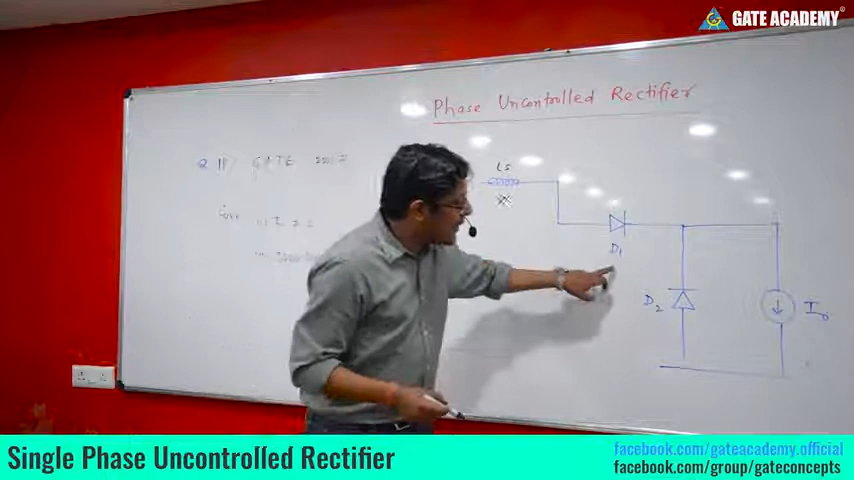 GATE ACADEMY®
Phase Uncontrolled Rectifier
Q GATE
Ls
D1
D2
Io
Single Phase Uncontrolled Rectifier
facebook.com/gateacademy.official
facebook.com/group/gateconcepts